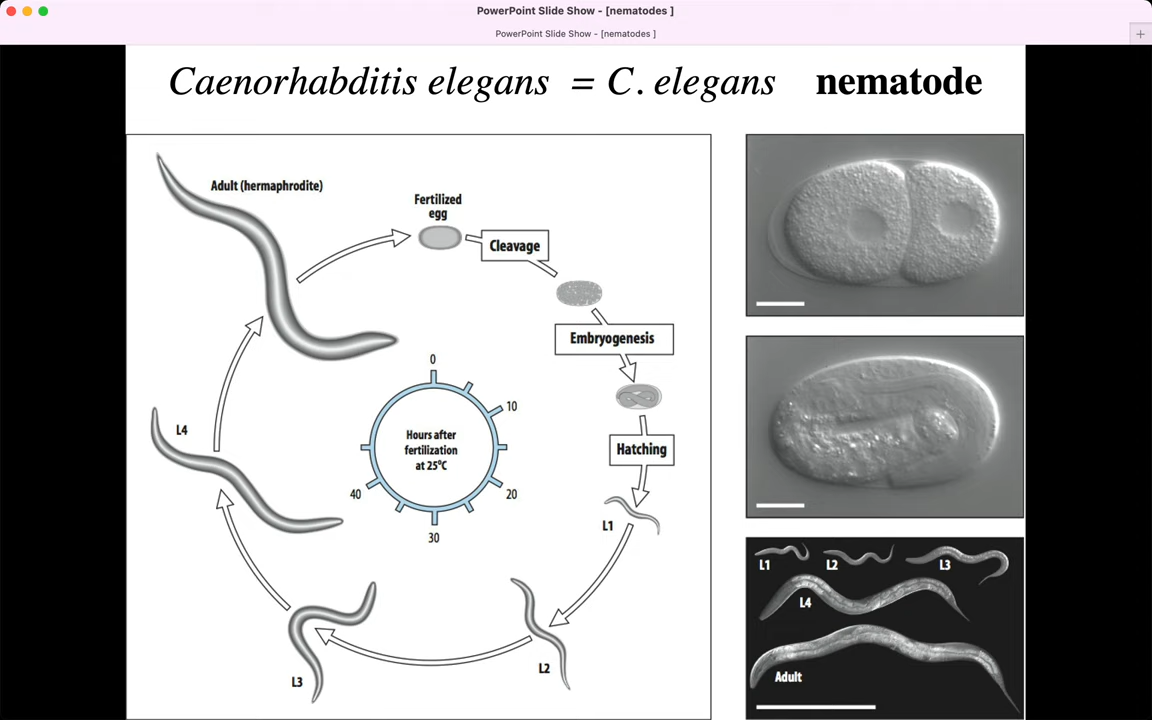 PowerPoint Slide Show - [nematodes ]
PowerPoint Slide Show - [nematodes ]
Caenorhabditis elegans = C. elegans nematode
Adult (hermaphrodite)
Fertilized
egg
Cleavage
Embryogenesis
Hatching
L1
L2
L3
L4
0
10
20
30
40
Hours after
fertilization
at 25°C
L1
L2
L3
L4
Adult